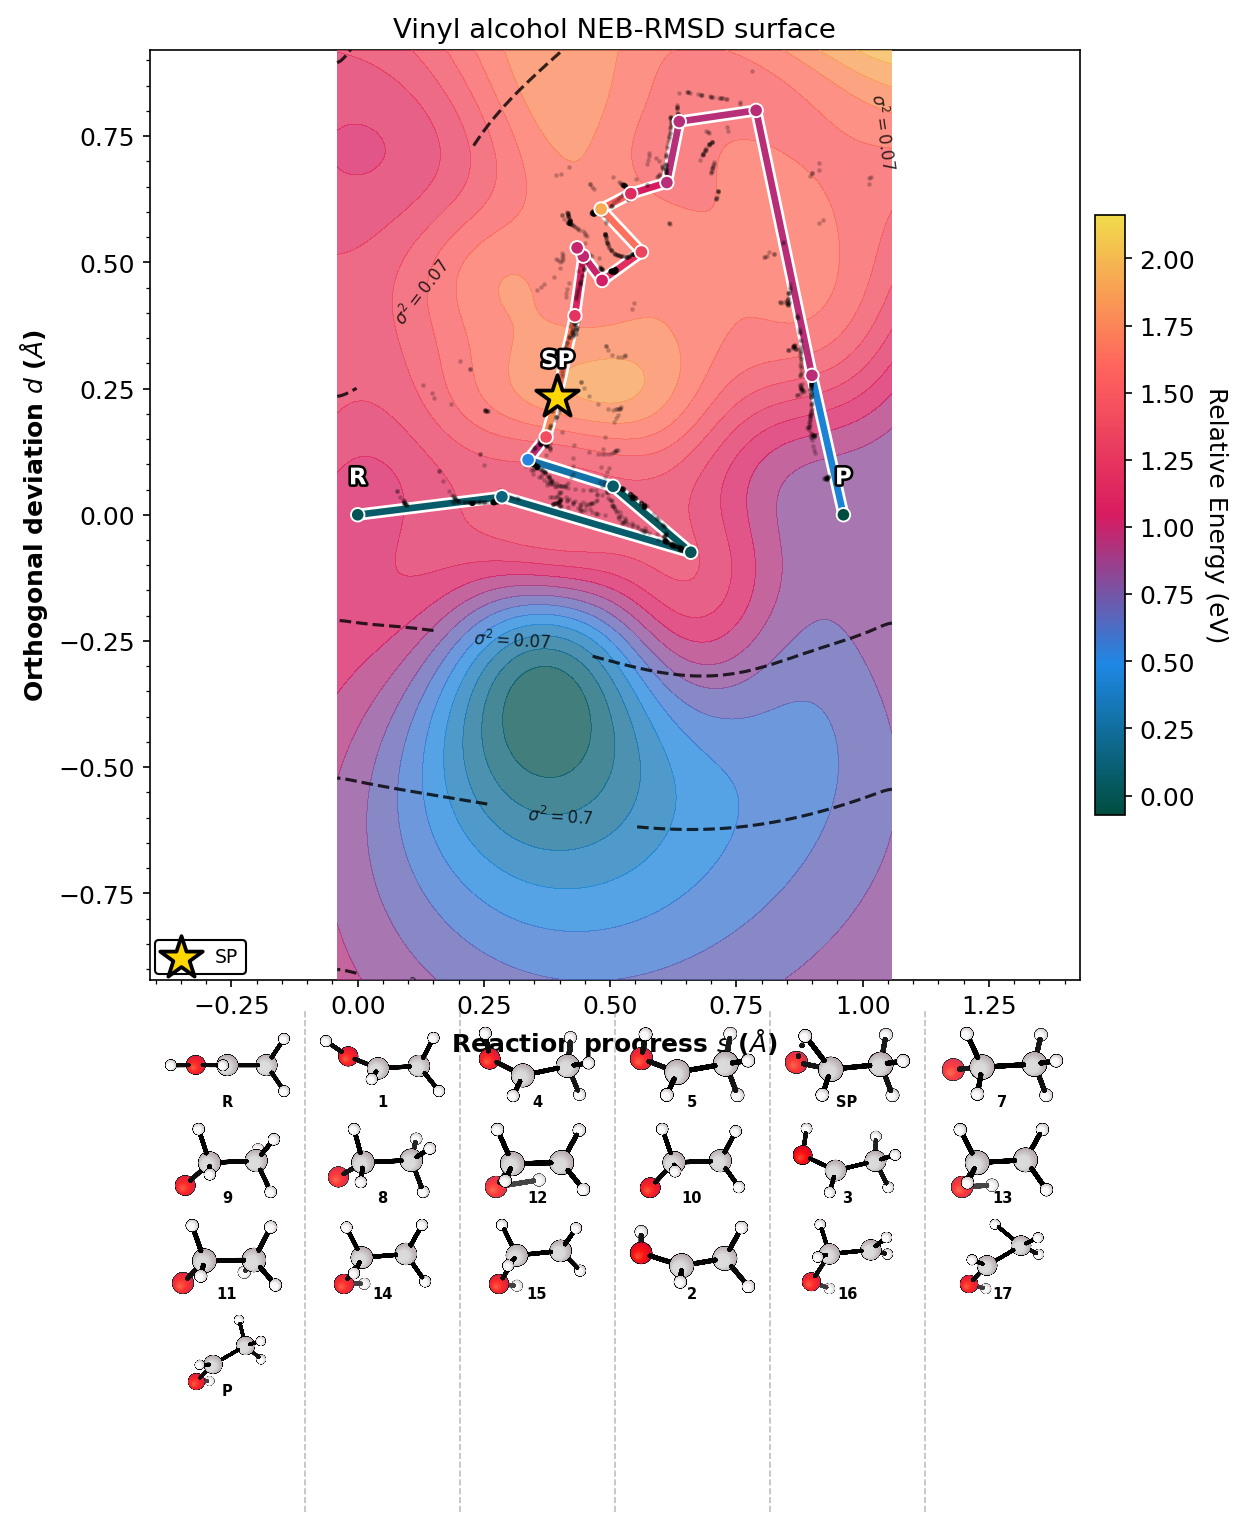 Vinyl alcohol NEB-RMSD surface
Orthogonal deviation d (Å)
0.75
0.50
0.25
0.00
−0.25
−0.50
−0.75
σ² = 0.07
σ² = 0.07
σ² = 0.07
σ² = 0.7
SP
R
P
SP
−0.25 0.00 0.25 0.50 0.75 1.00 1.25
Reaction progress s (Å)
2.00
1.75
1.50
1.25
1.00
0.75
0.50
0.25
0.00
Relative Energy (eV)
R 1 4 5 SP 7
9 8 12 10 3 13
11 14 15 2 16 17
P